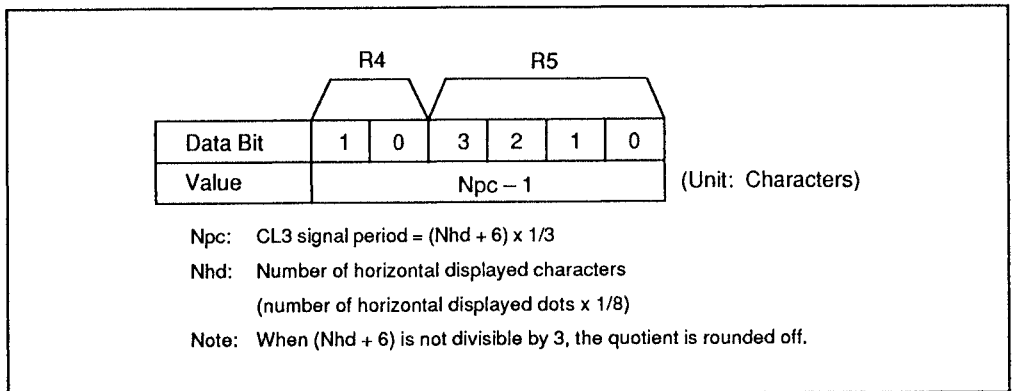 R4 R5
Data Bit 1 0 3 2 1 0
Value Npc – 1 (Unit: Characters)
Npc: CL3 signal period = (Nhd + 6) x 1/3
Nhd: Number of horizontal displayed characters
(number of horizontal displayed dots x 1/8)
Note: When (Nhd + 6) is not divisible by 3, the quotient is rounded off.